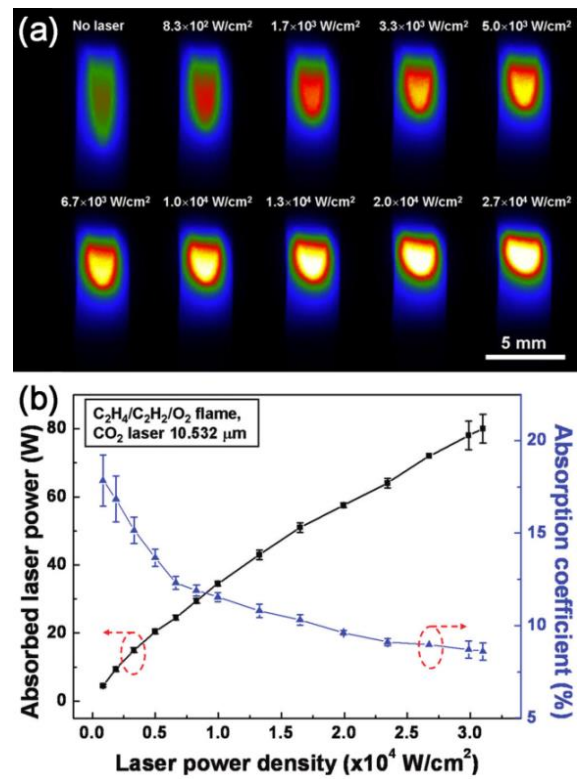 (a)
No laser
8.3×10² W/cm²
1.7×10³ W/cm²
3.3×10³ W/cm²
5.0×10³ W/cm²
6.7×10³ W/cm²
1.0×10⁴ W/cm²
1.3×10⁴ W/cm²
2.0×10⁴ W/cm²
2.7×10⁴ W/cm²
5 mm
(b)
C₂H₄/C₂H₂/O₂ flame,
CO₂ laser 10.532 μm
Absorbed laser power (W)
80
60
40
20
0
Absorption coefficient (%)
20
15
10
5
0.0
0.5
1.0
1.5
2.0
2.5
3.0
Laser power density (x10⁴ W/cm²)